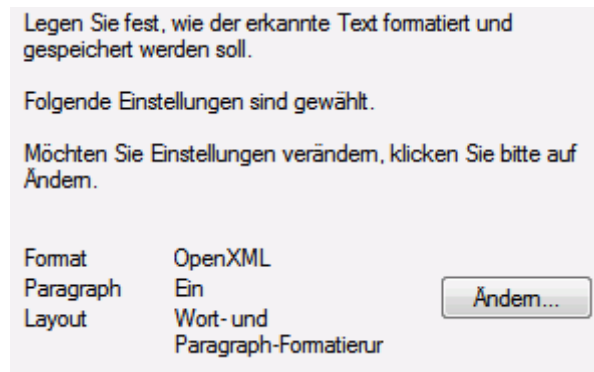 Legen Sie fest, wie der erkannte Text formatiert und
gespeichert werden soll.
Folgende Einstellungen sind gewählt.
Möchten Sie Einstellungen verändern, klicken Sie bitte auf
Ändern.
Format OpenXML
Paragraph Ein
Ändern...
Layout Wort- und
Paragraph-Formatierur